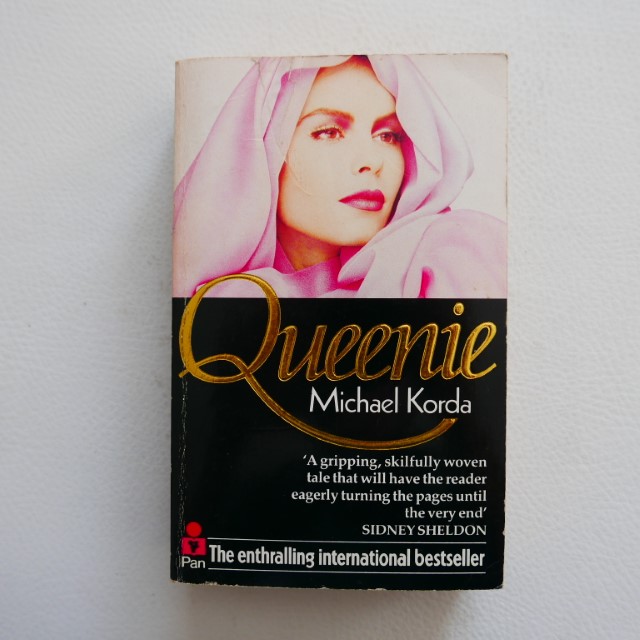 Queenie
Michael Korda
‘A gripping, skilfully woven
tale that will have the reader
eagerly turning the pages until
the very end’
SIDNEY SHELDON
Pan
The enthralling international bestseller